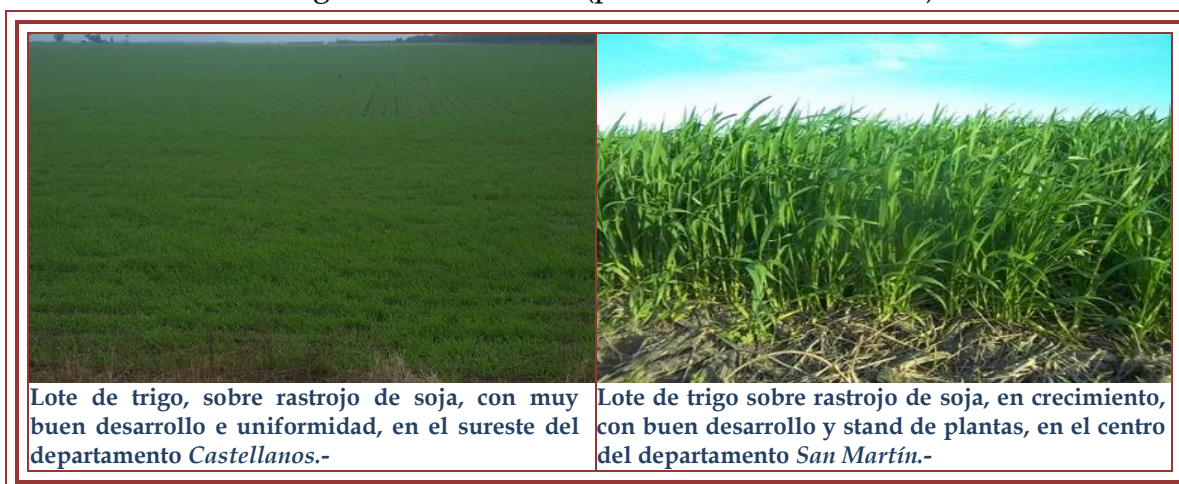 Lote de trigo, sobre rastrojo de soja, con muy
buen desarrollo e uniformidad, en el sureste del
departamento Castellanos.-
Lote de trigo sobre rastrojo de soja, en crecimiento,
con buen desarrollo y stand de plantas, en el centro
del departamento San Martín.-